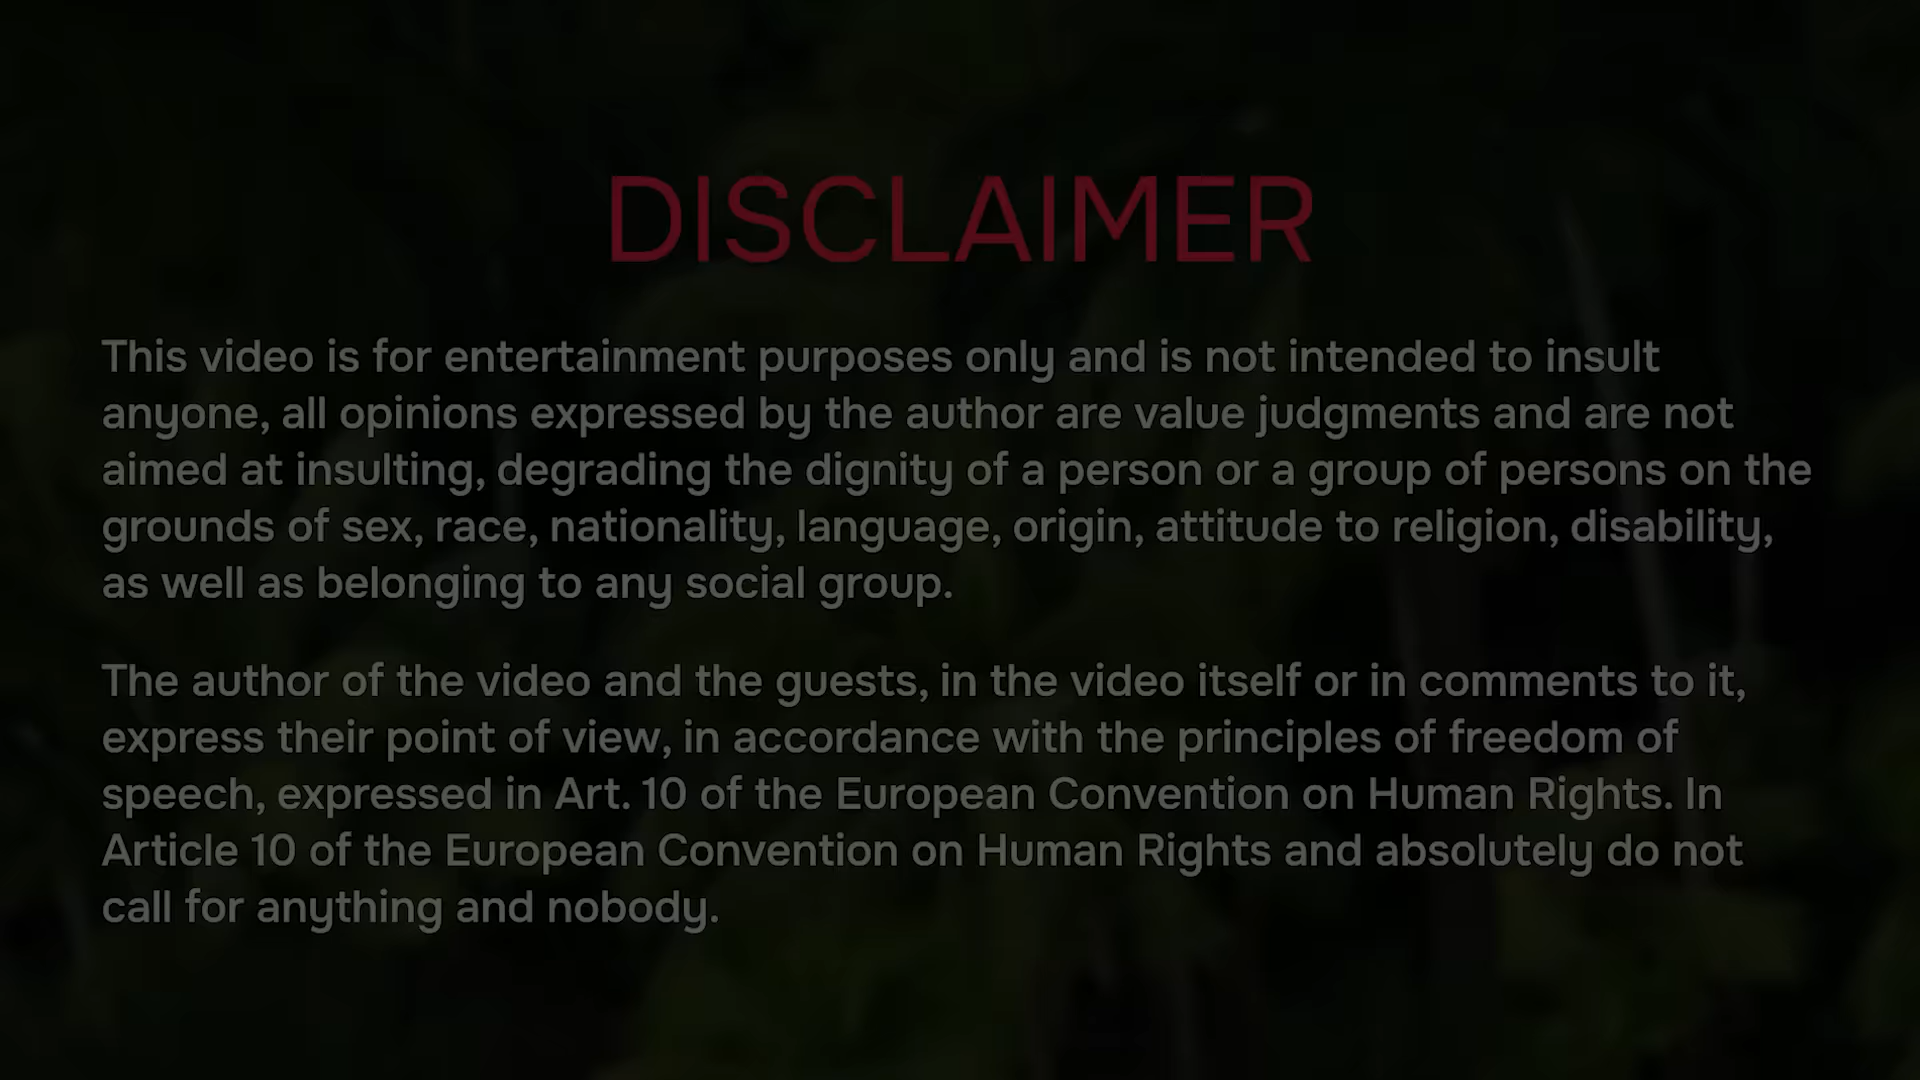 DISCLAIMER
This video is for entertainment purposes only and is not intended to insult
anyone, all opinions expressed by the author are value judgments and are not
aimed at insulting, degrading the dignity of a person or a group of persons on the
grounds of sex, race, nationality, language, origin, attitude to religion, disability,
as well as belonging to any social group.
The author of the video and the guests, in the video itself or in comments to it,
express their point of view, in accordance with the principles of freedom of
speech, expressed in Art. 10 of the European Convention on Human Rights. In
Article 10 of the European Convention on Human Rights and absolutely do not
call for anything and nobody.